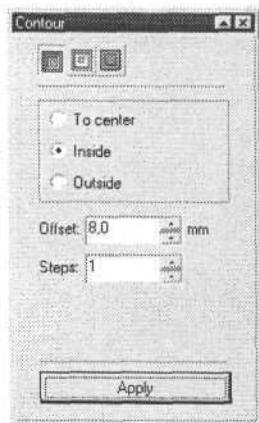 Contour
To center
Inside
Outside
Offset: 8,0 mm
Steps: 1
Apply